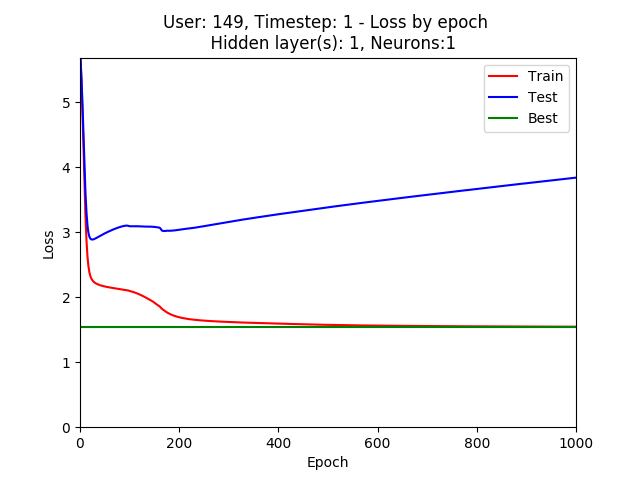 User: 149, Timestep: 1 - Loss by epoch
Hidden layer(s): 1, Neurons:1
Train
Test
Best
5
4
3
2
1
0
Loss
0
200
400
600
800
1000
Epoch